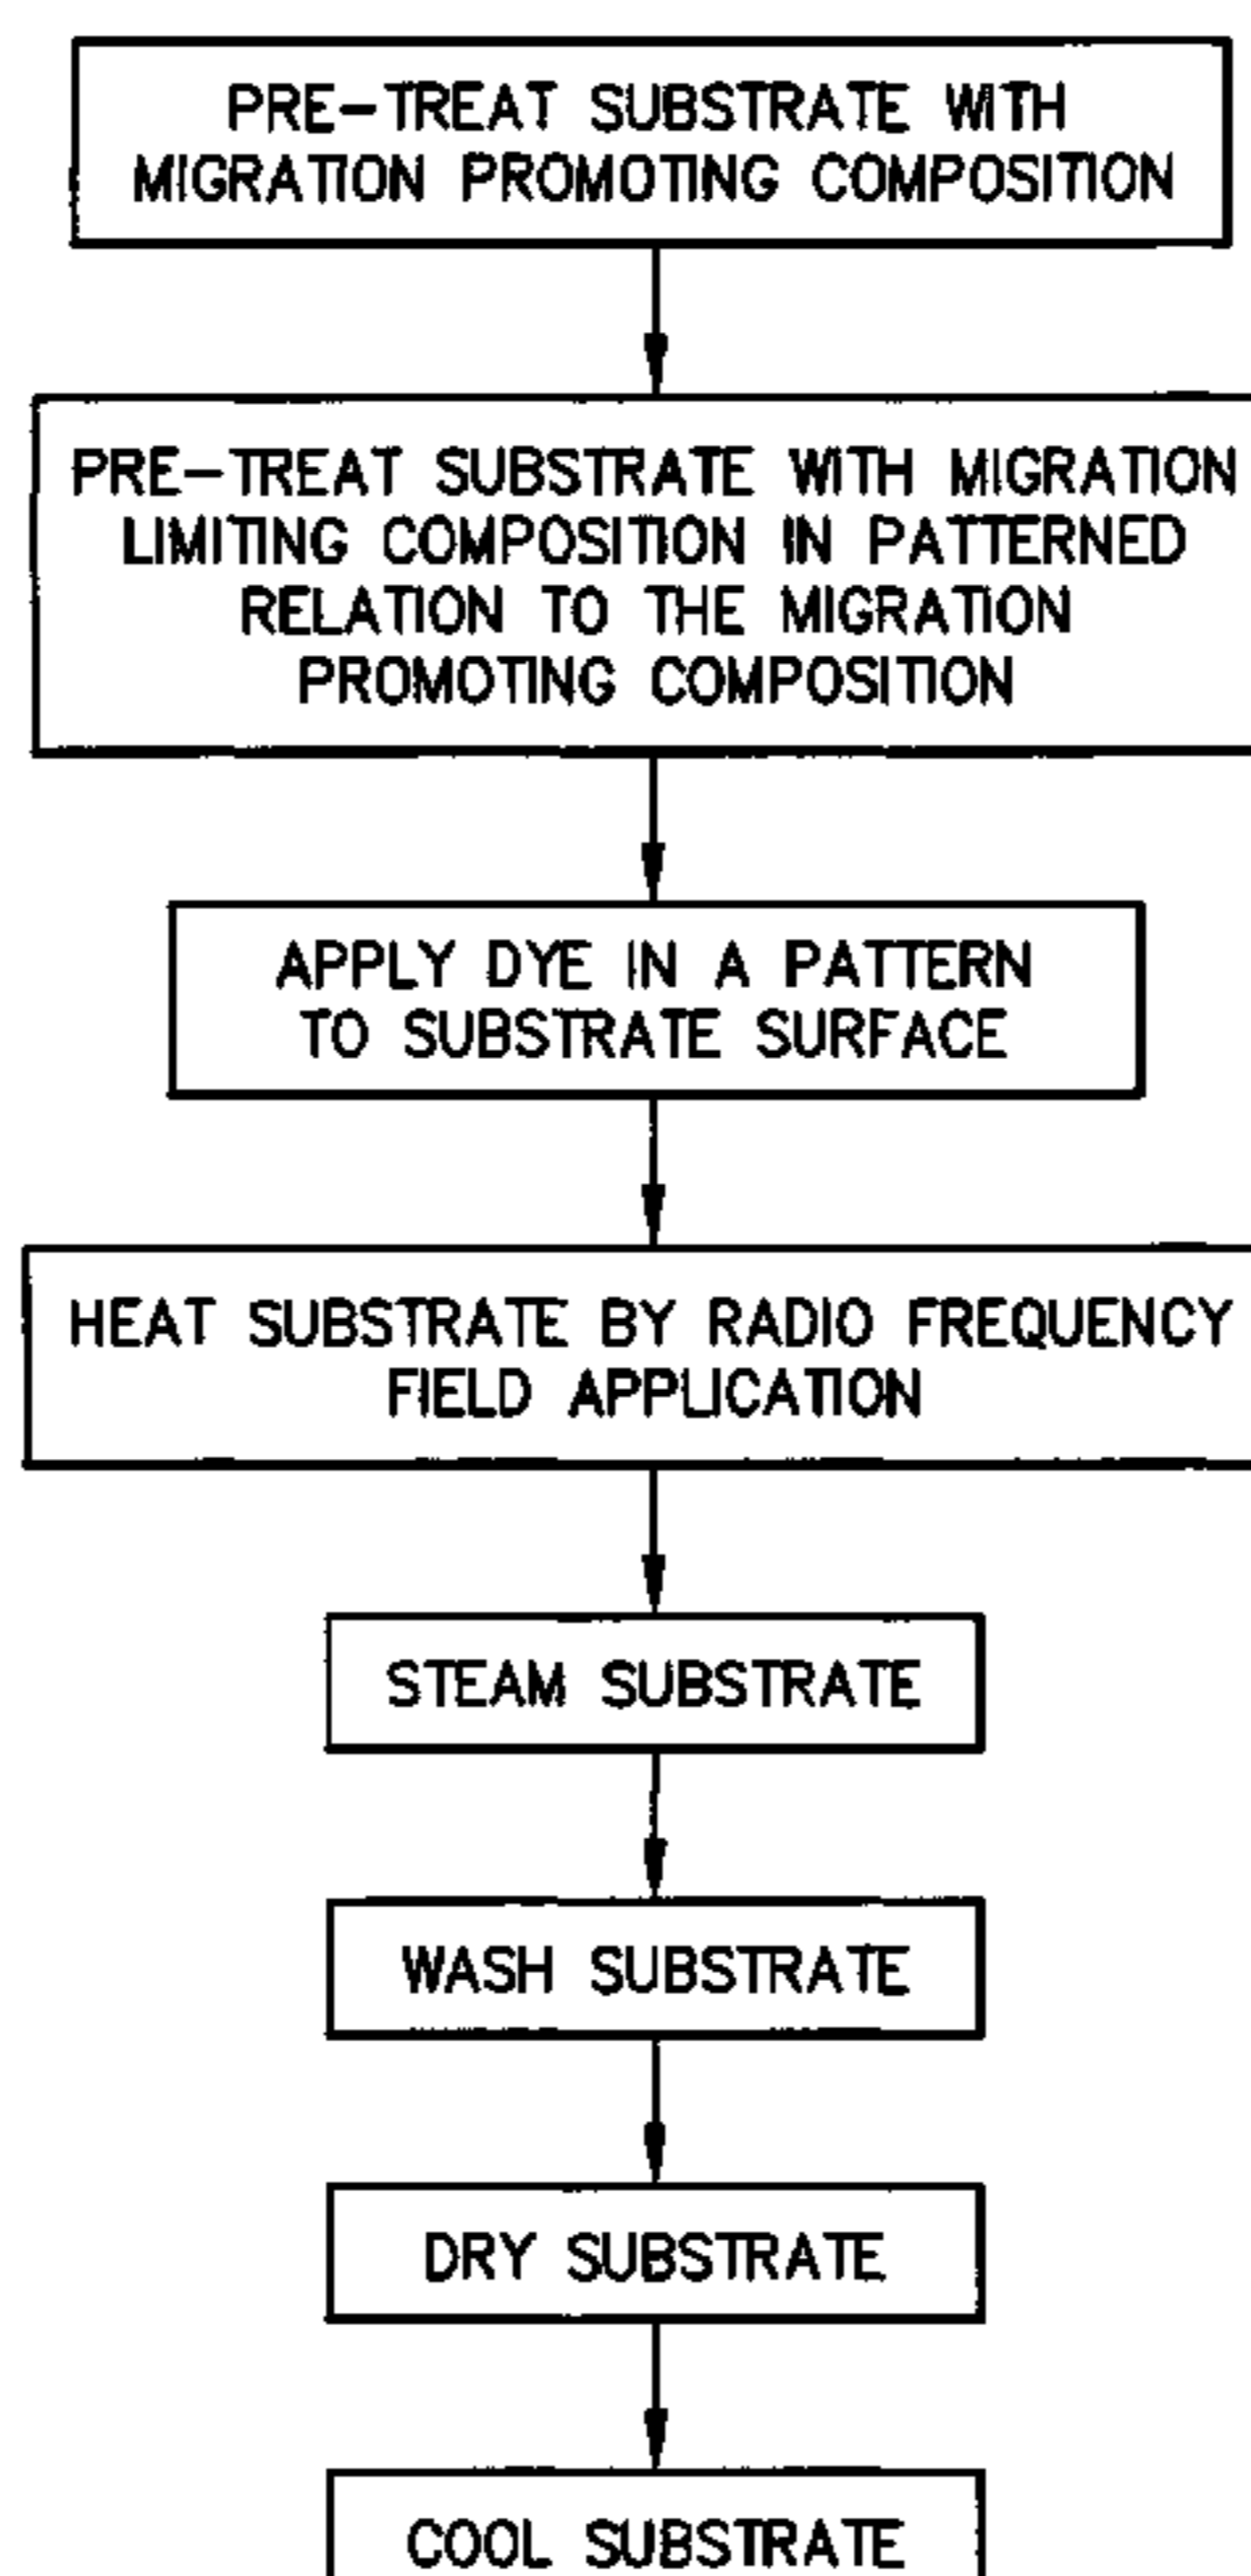 PRE-TREAT SUBSTRATE WITH
MIGRATION PROMOTING COMPOSITION
PRE-TREAT SUBSTRATE WITH MIGRATION
LIMITING COMPOSITION IN PATTERNED
RELATION TO THE MIGRATION
PROMOTING COMPOSITION
APPLY DYE IN A PATTERN
TO SUBSTRATE SURFACE
HEAT SUBSTRATE BY RADIO FREQUENCY
FIELD APPLICATION
STEAM SUBSTRATE
WASH SUBSTRATE
DRY SUBSTRATE
COOL SUBSTRATE